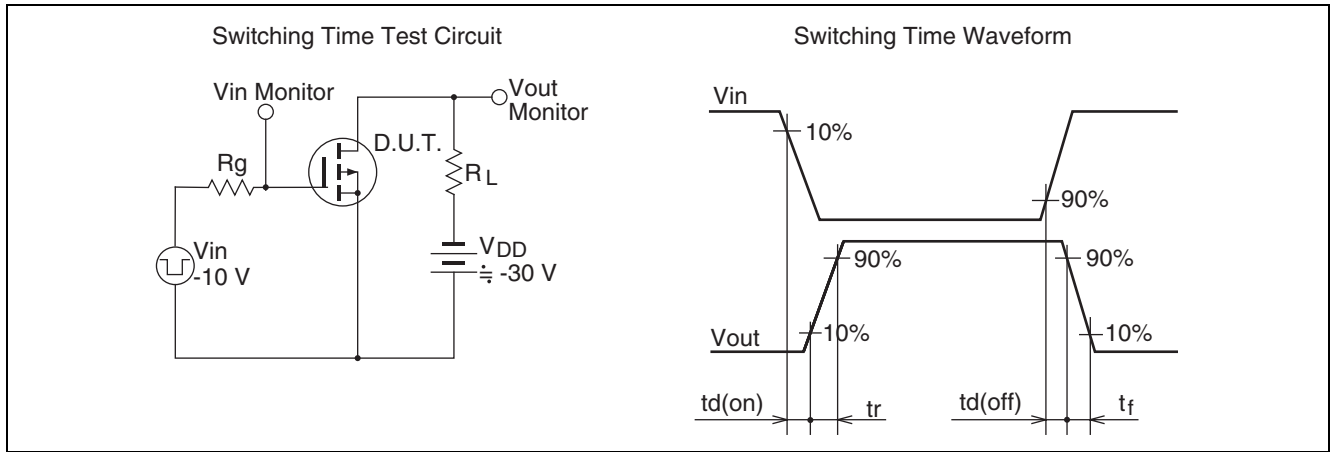 Switching Time Test Circuit
Vin Monitor
Vout
Monitor
D.U.T.
Rg
RL
Vin
-10 V
VDD
≒ -30 V
Switching Time Waveform
Vin
10%
90%
90%
90%
Vout
10%
10%
td(on)
tr
td(off)
tf